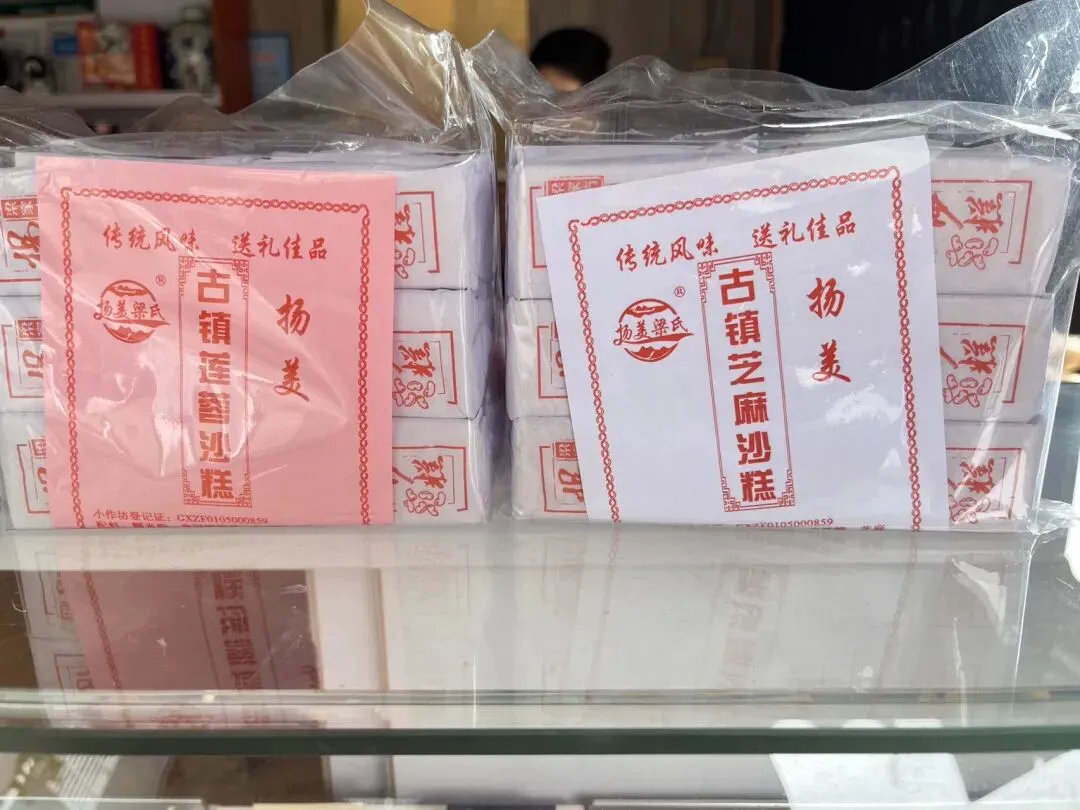 传统风味 送礼佳品
扬美梁氏®
古镇莲蓉沙糕
扬美
小作坊登记证：GXZF0105000859
传统风味 送礼佳品
扬美梁氏®
古镇芝麻沙糕
扬美
GXZF0105000859